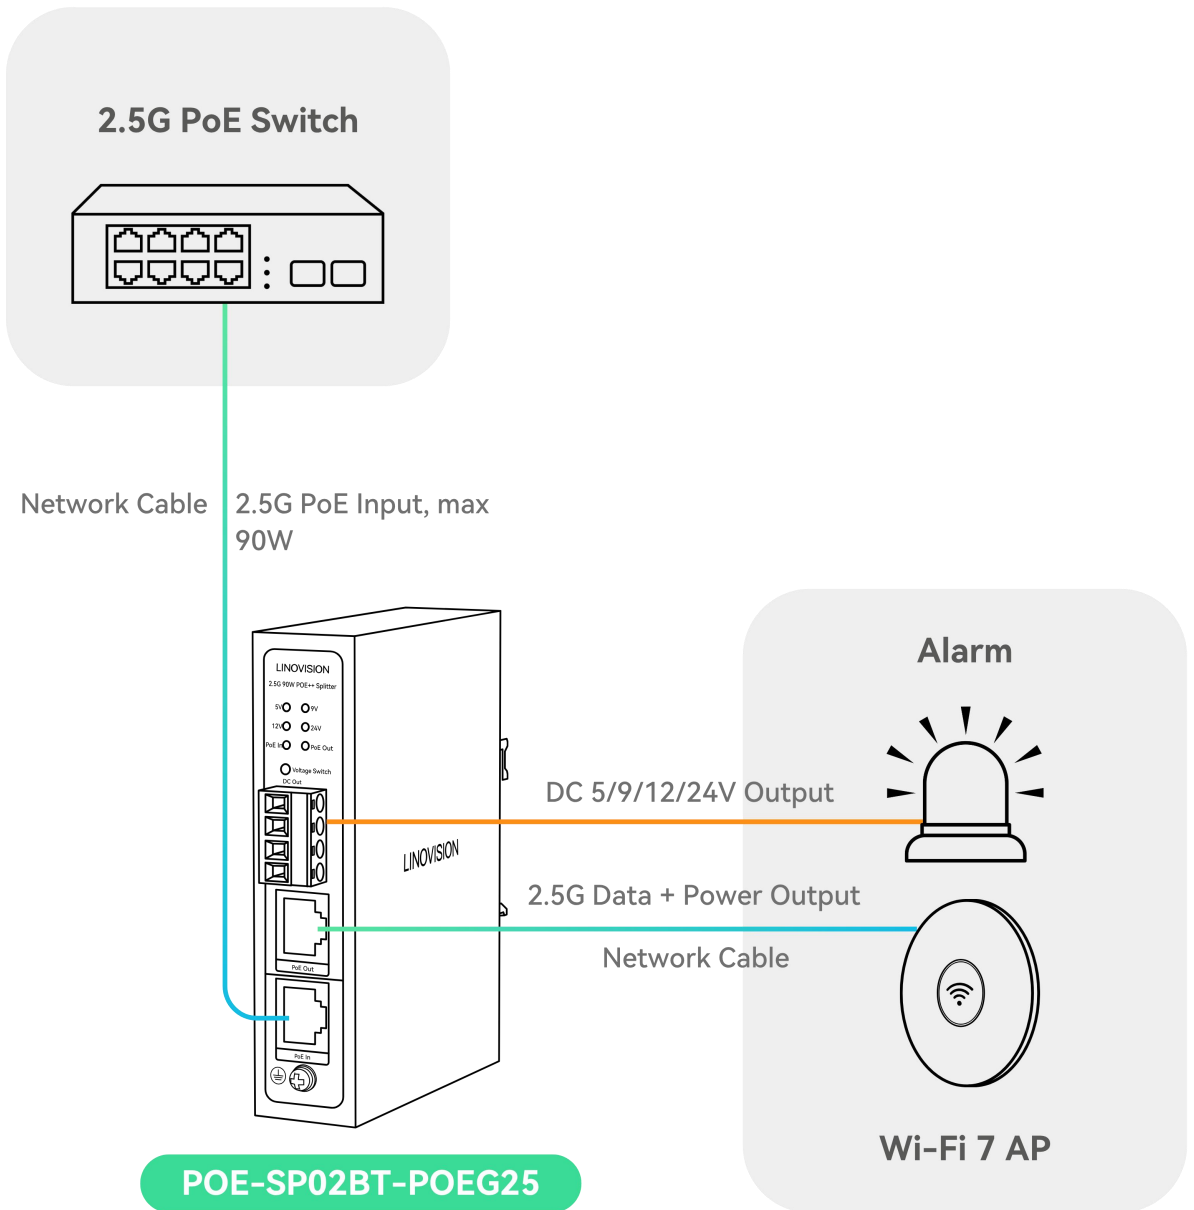 2.5G PoE Switch
Network Cable
2.5G PoE Input, max
90W
LINOVISION
2.5G 90W POE++ Splitter
5V 9V
12V 24V
PoE In PoE Out
Voltage Switch
DC Out
LINOVISION
PoE Out
PoE In
DC 5/9/12/24V Output
2.5G Data + Power Output
Network Cable
Alarm
Wi-Fi 7 AP
POE-SP02BT-POEG25